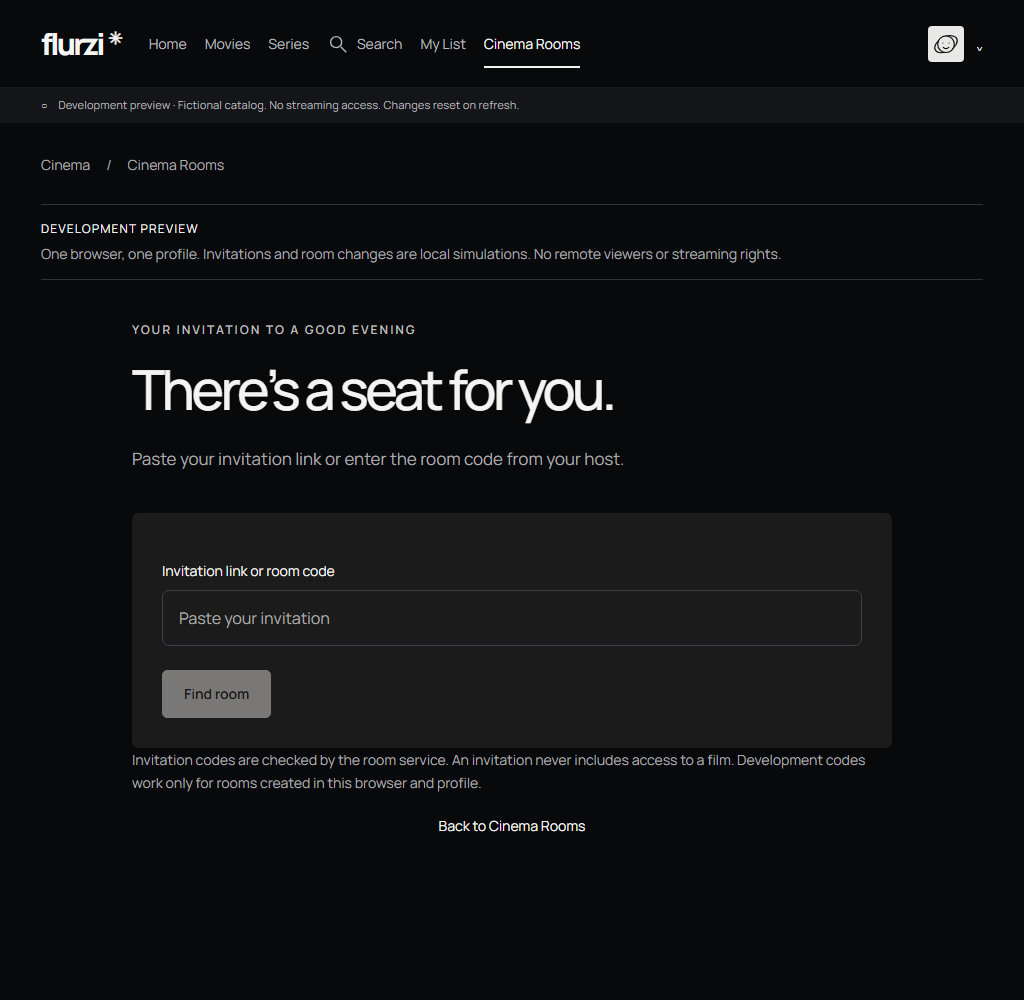 flurzi *
Home Movies Series Search My List Cinema Rooms
Development preview · Fictional catalog. No streaming access. Changes reset on refresh.
Cinema / Cinema Rooms
DEVELOPMENT PREVIEW
One browser, one profile. Invitations and room changes are local simulations. No remote viewers or streaming rights.
YOUR INVITATION TO A GOOD EVENING
There’s a seat for you.
Paste your invitation link or enter the room code from your host.
Invitation link or room code
Paste your invitation
Find room
Invitation codes are checked by the room service. An invitation never includes access to a film. Development codes
work only for rooms created in this browser and profile.
Back to Cinema Rooms